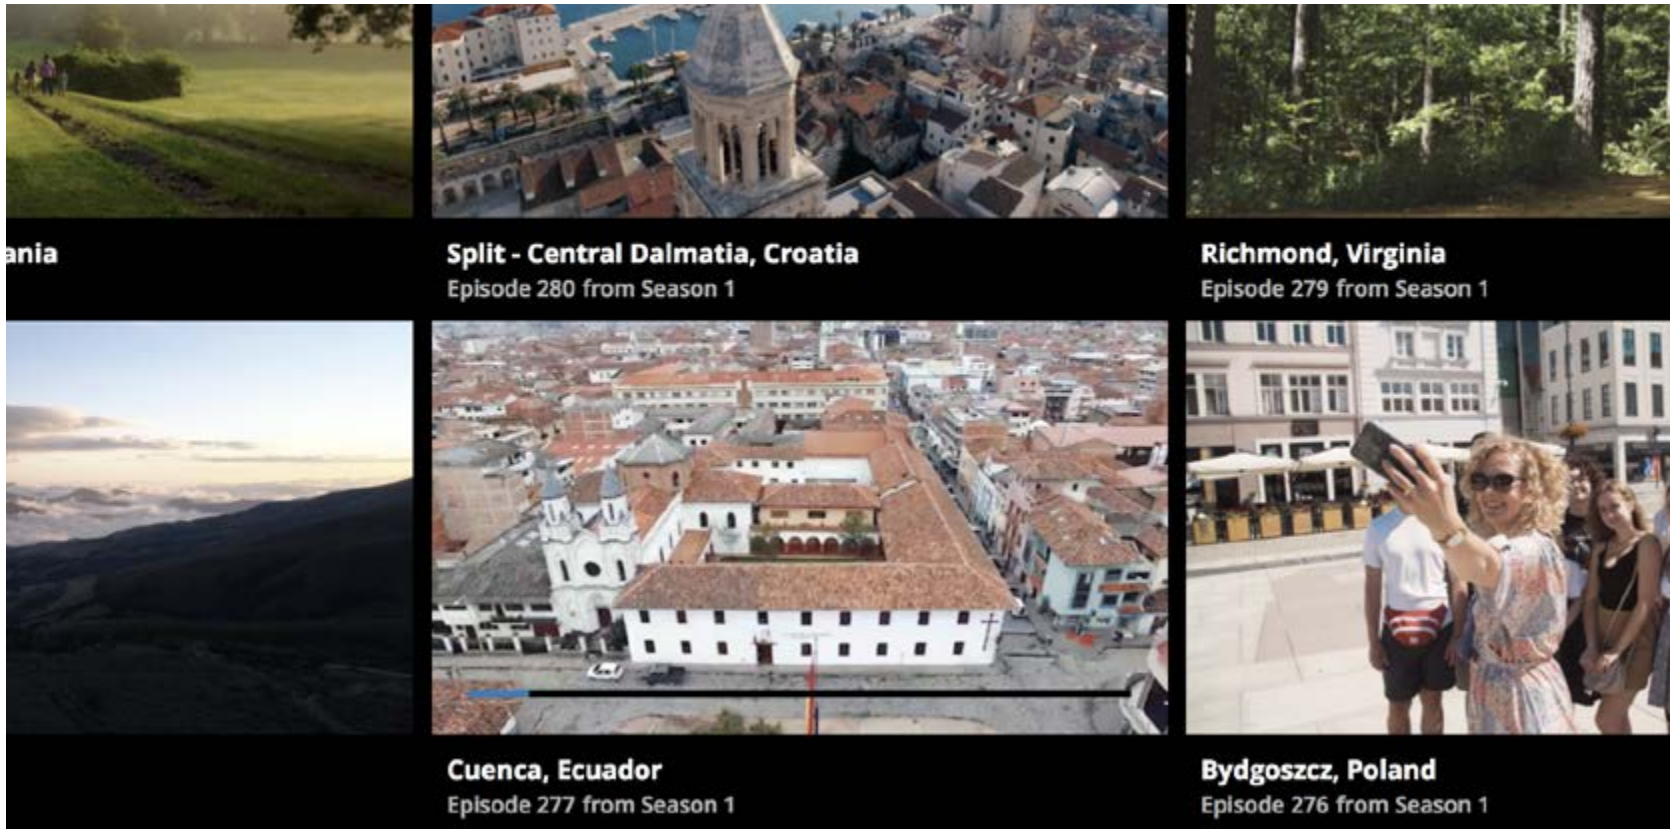 ania
Split - Central Dalmatia, Croatia
Episode 280 from Season 1
Richmond, Virginia
Episode 279 from Season 1
Cuenca, Ecuador
Episode 277 from Season 1
Bydgoszcz, Poland
Episode 276 from Season 1